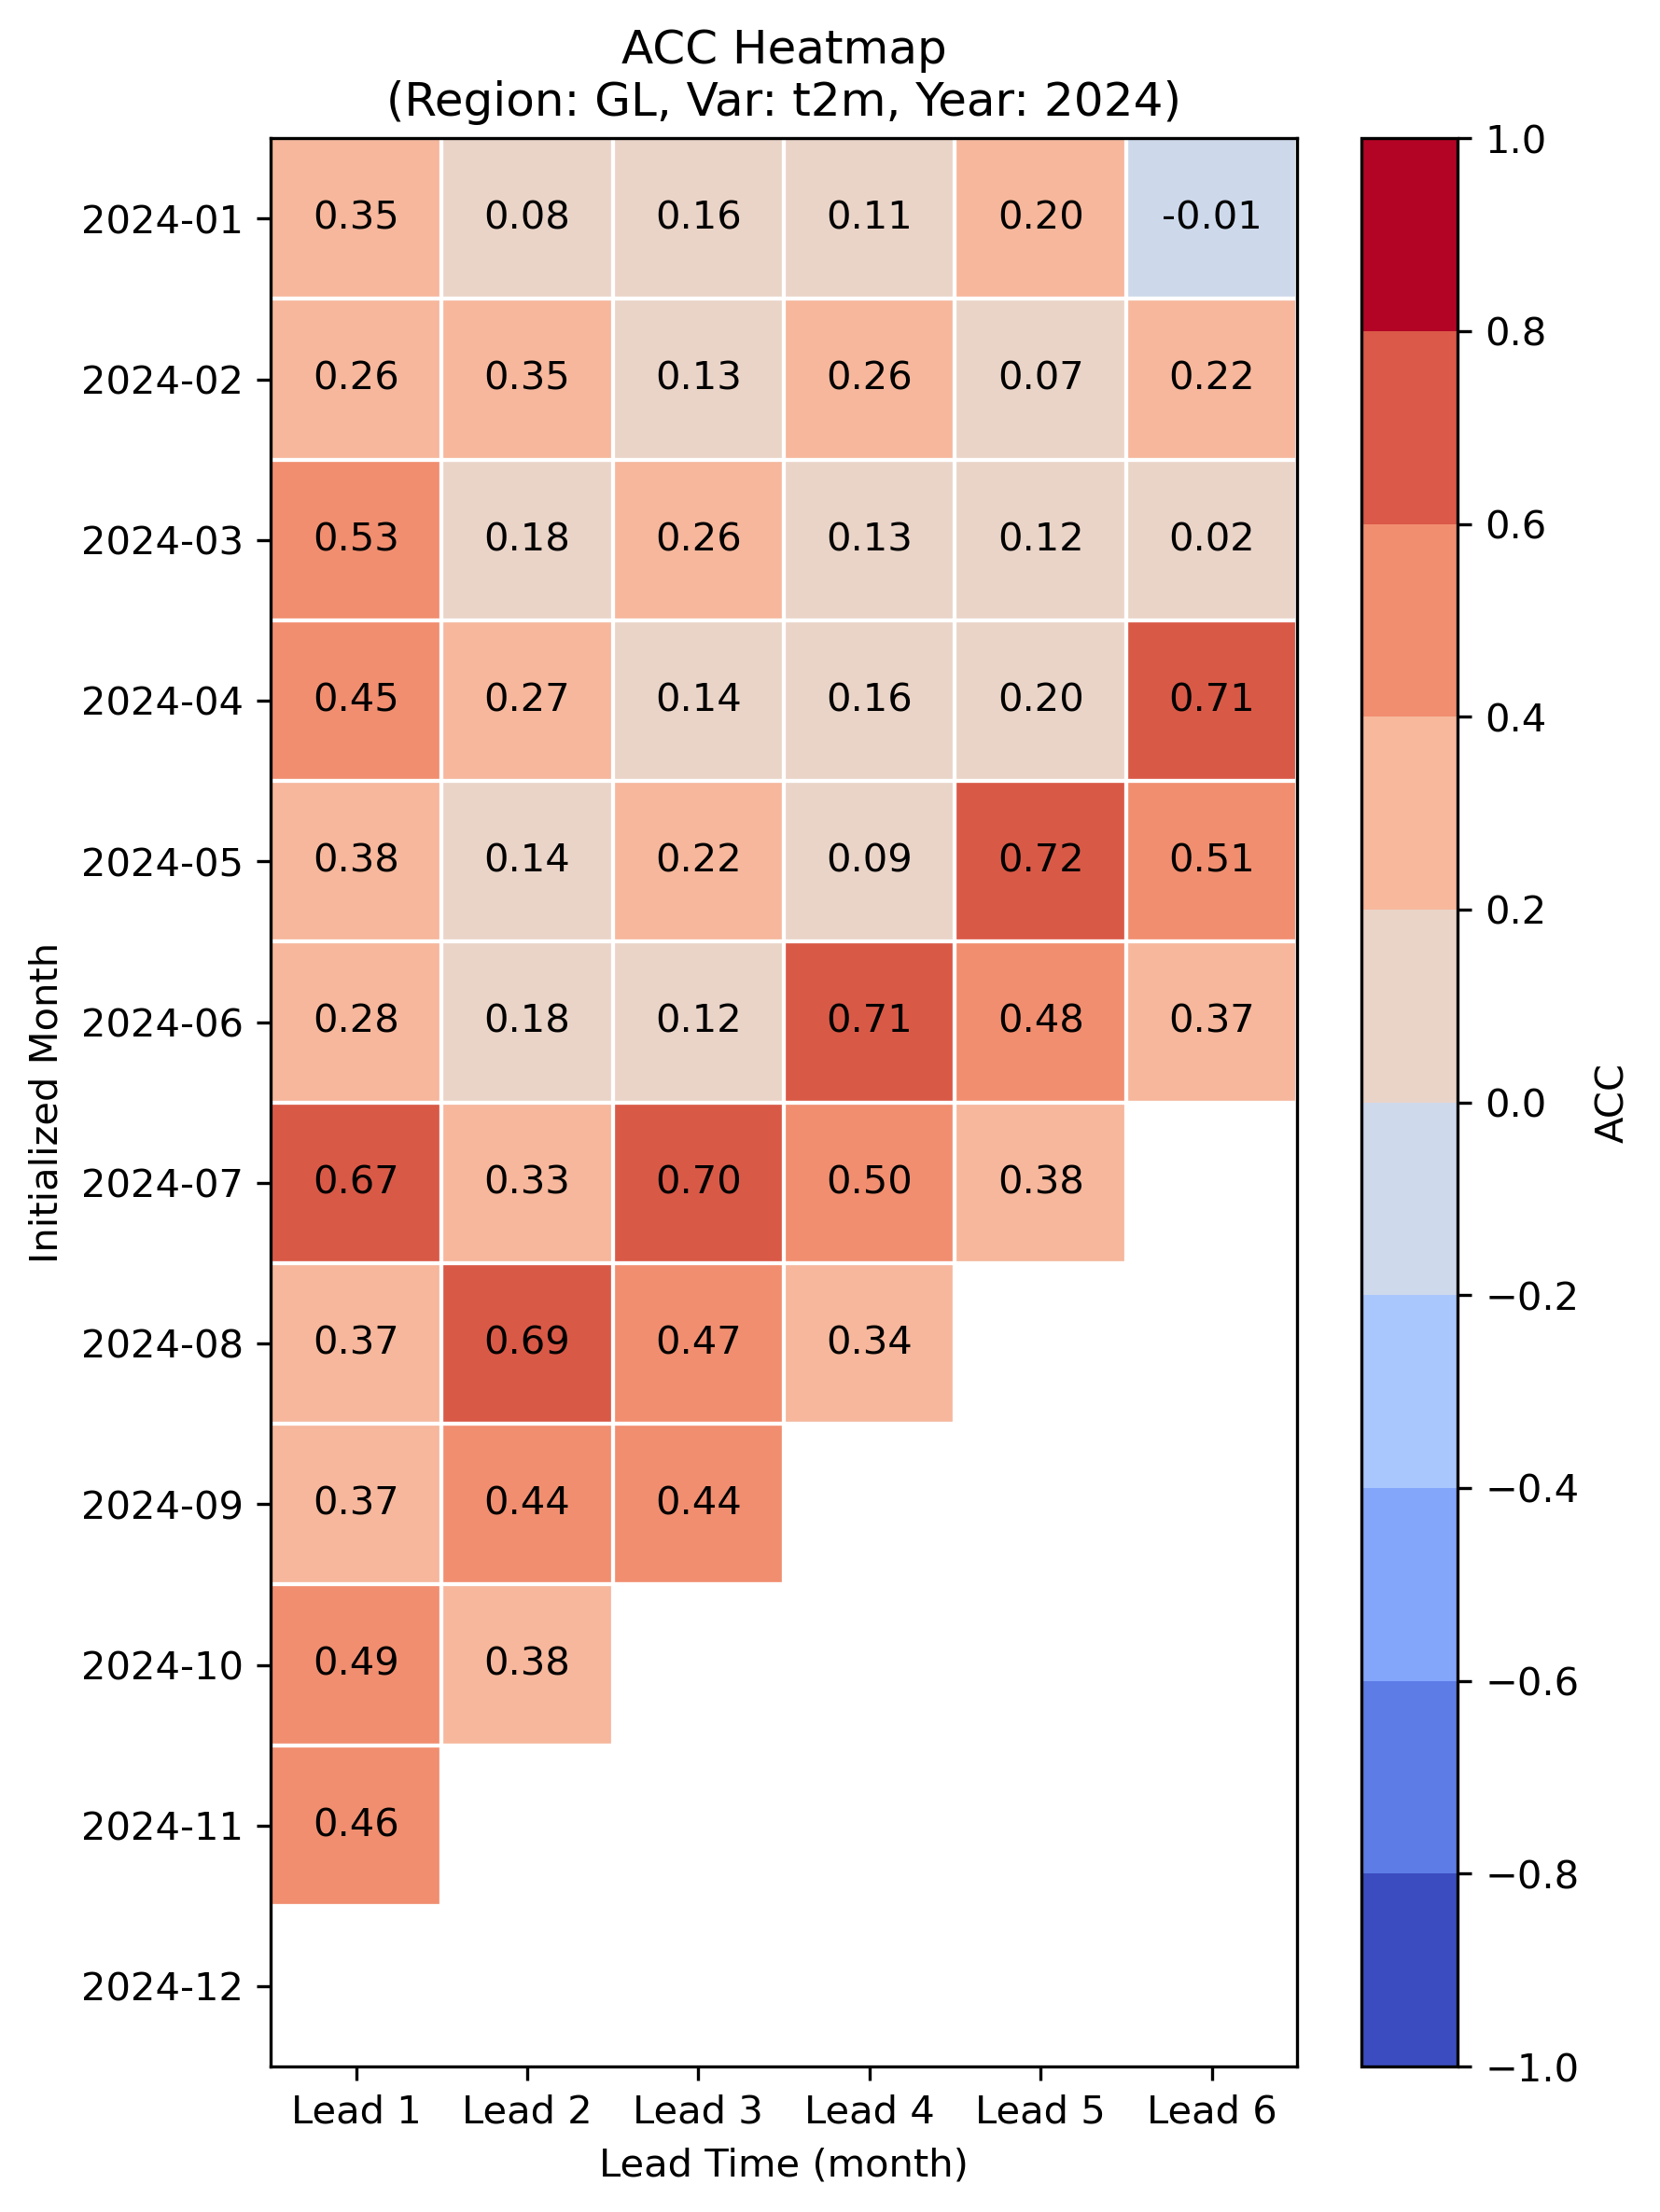 ACC Heatmap
(Region: GL, Var: t2m, Year: 2024)
2024-01 0.35 0.08 0.16 0.11 0.20 -0.01
2024-02 0.26 0.35 0.13 0.26 0.07 0.22
2024-03 0.53 0.18 0.26 0.13 0.12 0.02
2024-04 0.45 0.27 0.14 0.16 0.20 0.71
2024-05 0.38 0.14 0.22 0.09 0.72 0.51
2024-06 0.28 0.18 0.12 0.71 0.48 0.37
2024-07 0.67 0.33 0.70 0.50 0.38
2024-08 0.37 0.69 0.47 0.34
2024-09 0.37 0.44 0.44
2024-10 0.49 0.38
2024-11 0.46
2024-12
Initialized Month
Lead 1 Lead 2 Lead 3 Lead 4 Lead 5 Lead 6
Lead Time (month)
1.0
0.8
0.6
0.4
0.2
0.0
−0.2
−0.4
−0.6
−0.8
−1.0
ACC